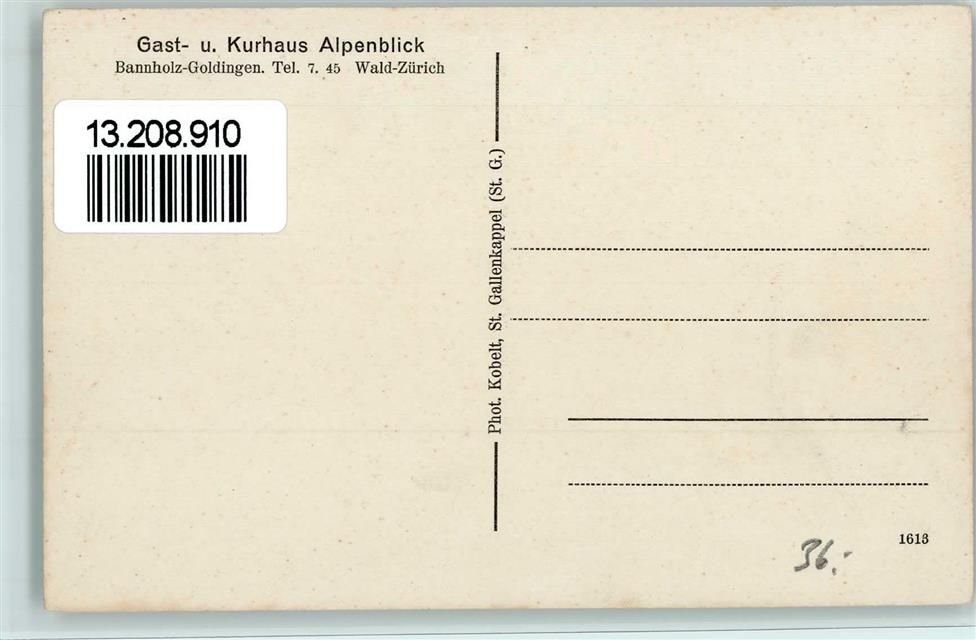 Gast- u. Kurhaus Alpenblick
Bannholz-Goldingen. Tel. 7. 45 Wald-Zürich
13.208.910
Phot. Kobelt, St. Gallenkappel (St. G.)
1613
36.-